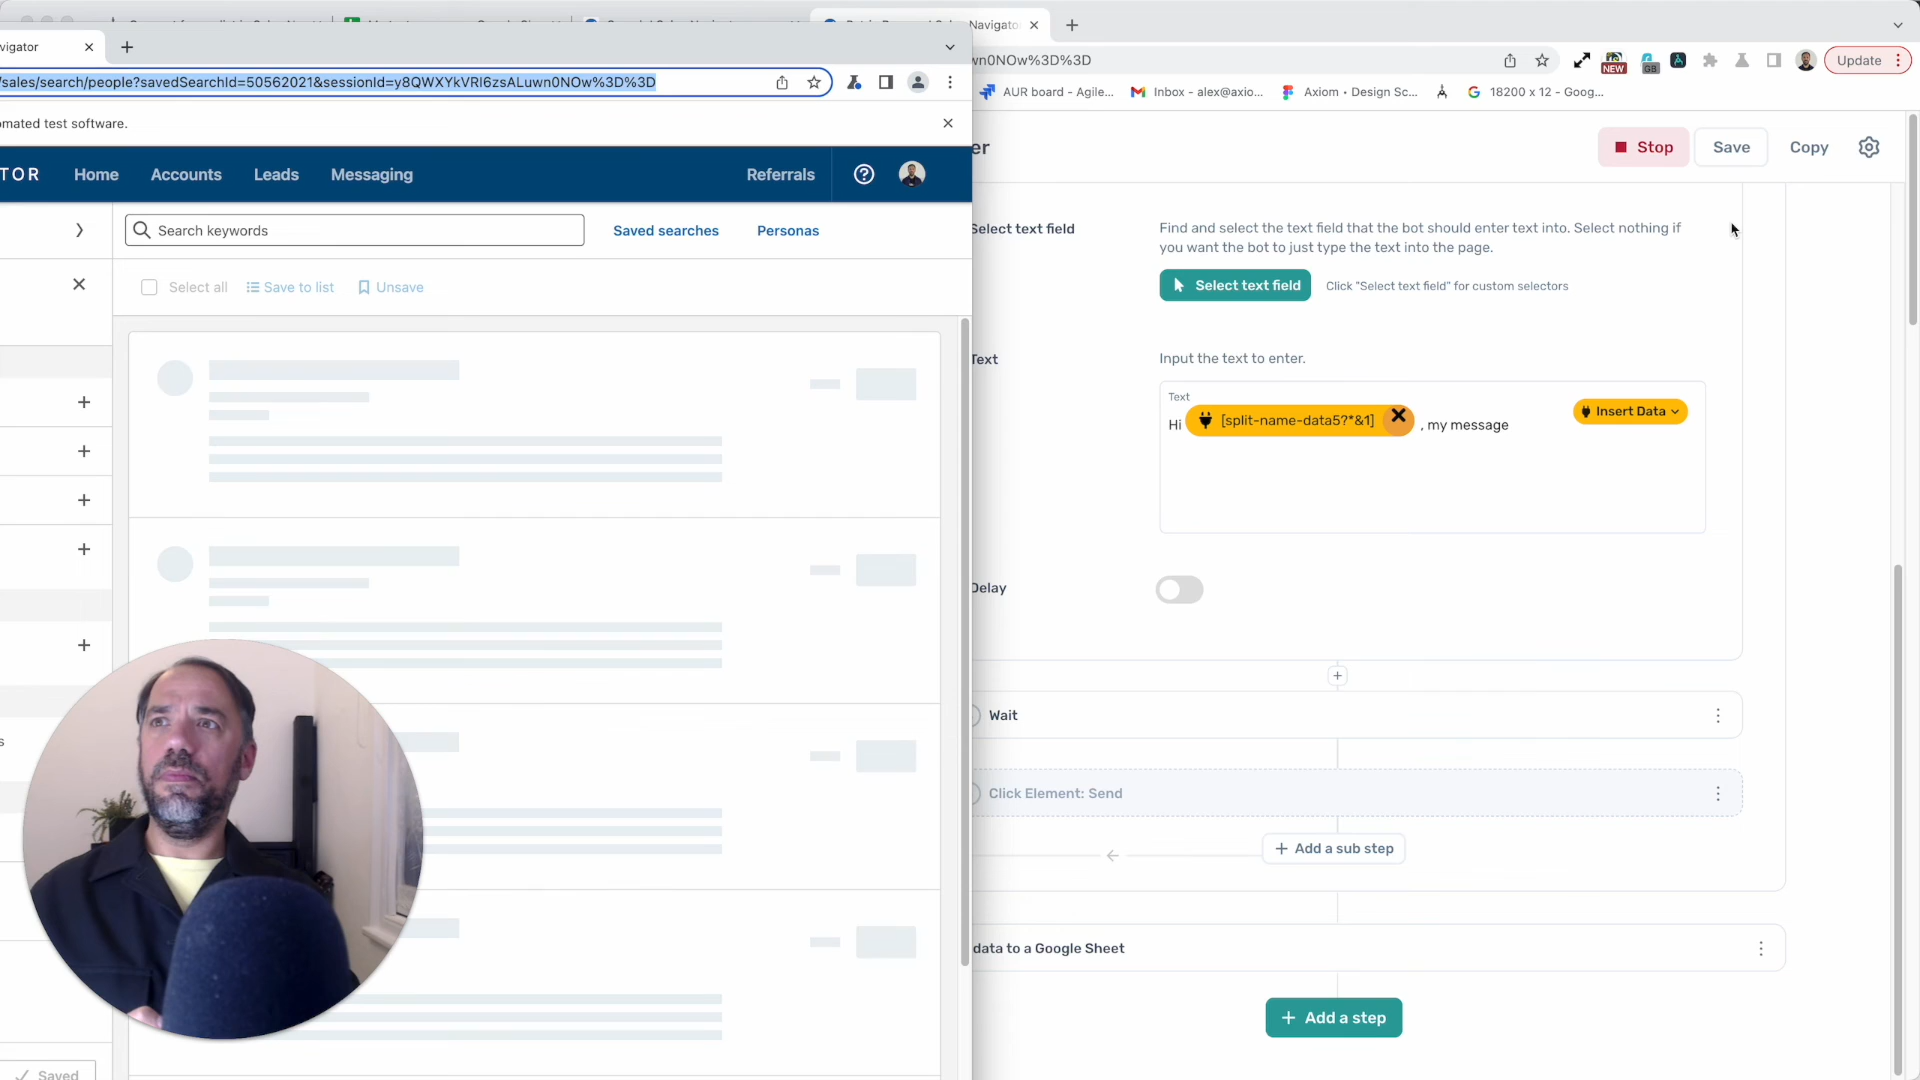 Navigato
vigator
/sales/search/people?savedSearchId=50562021&sessionId=y8QWXYkVRI6zsALuwn0NOw%3D%3D
wn0NOw%3D%3D
NEW
GB
Update
AUR board - Agile...
Inbox - alex@axio...
Axiom • Design Sc...
18200 x 12 - Goog...
omated test software.
er
Stop
Save
Copy
TOR
Home
Accounts
Leads
Messaging
Referrals
Search keywords
Saved searches
Personas
Select all
Save to list
Unsave
Select text field
Find and select the text field that the bot should enter text into. Select nothing if
you want the bot to just type the text into the page.
Select text field
Click "Select text field" for custom selectors
Text
Input the text to enter.
Text
Hi [split-name-data5?*&1] , my message
Insert Data
Delay
Wait
Click Element: Send
Add a sub step
data to a Google Sheet
Add a step
s
Saved